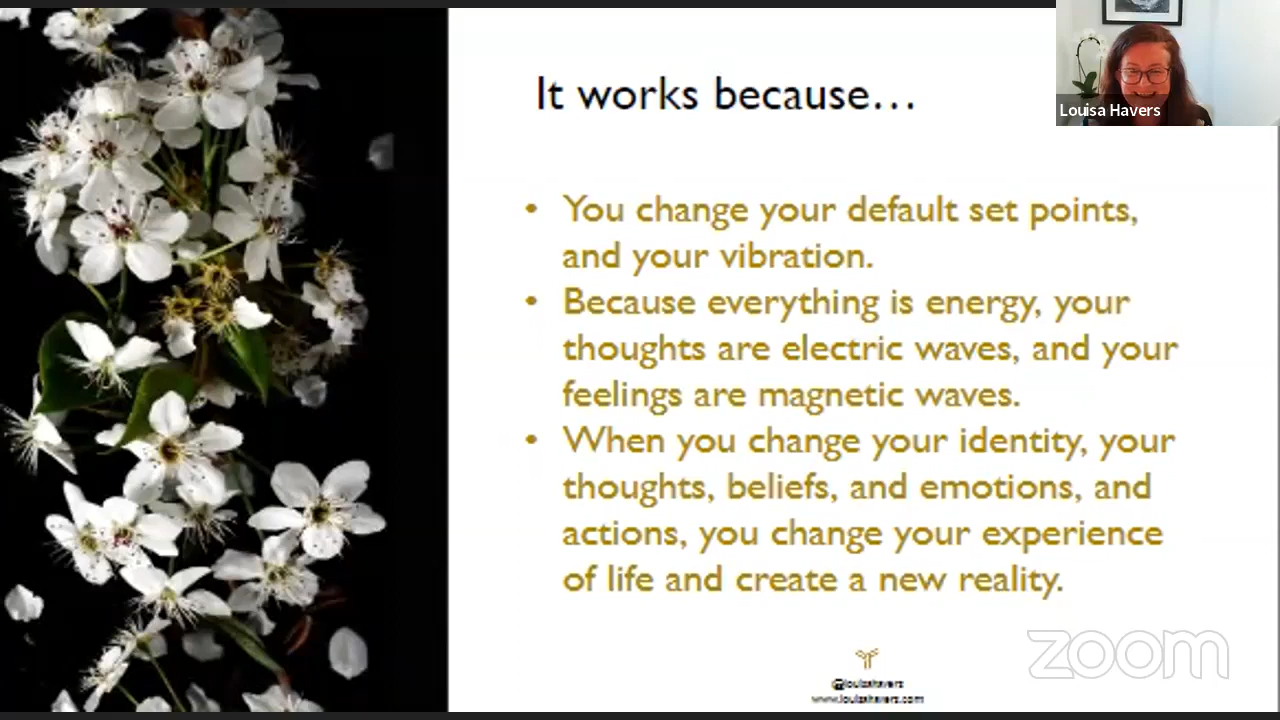 It works because…
Louisa Havers
• You change your default set points,
and your vibration.
• Because everything is energy, your
thoughts are electric waves, and your
feelings are magnetic waves.
• When you change your identity, your
thoughts, beliefs, and emotions, and
actions, you change your experience
of life and create a new reality.
zoom
@louisahavers
www.louisahavers.com